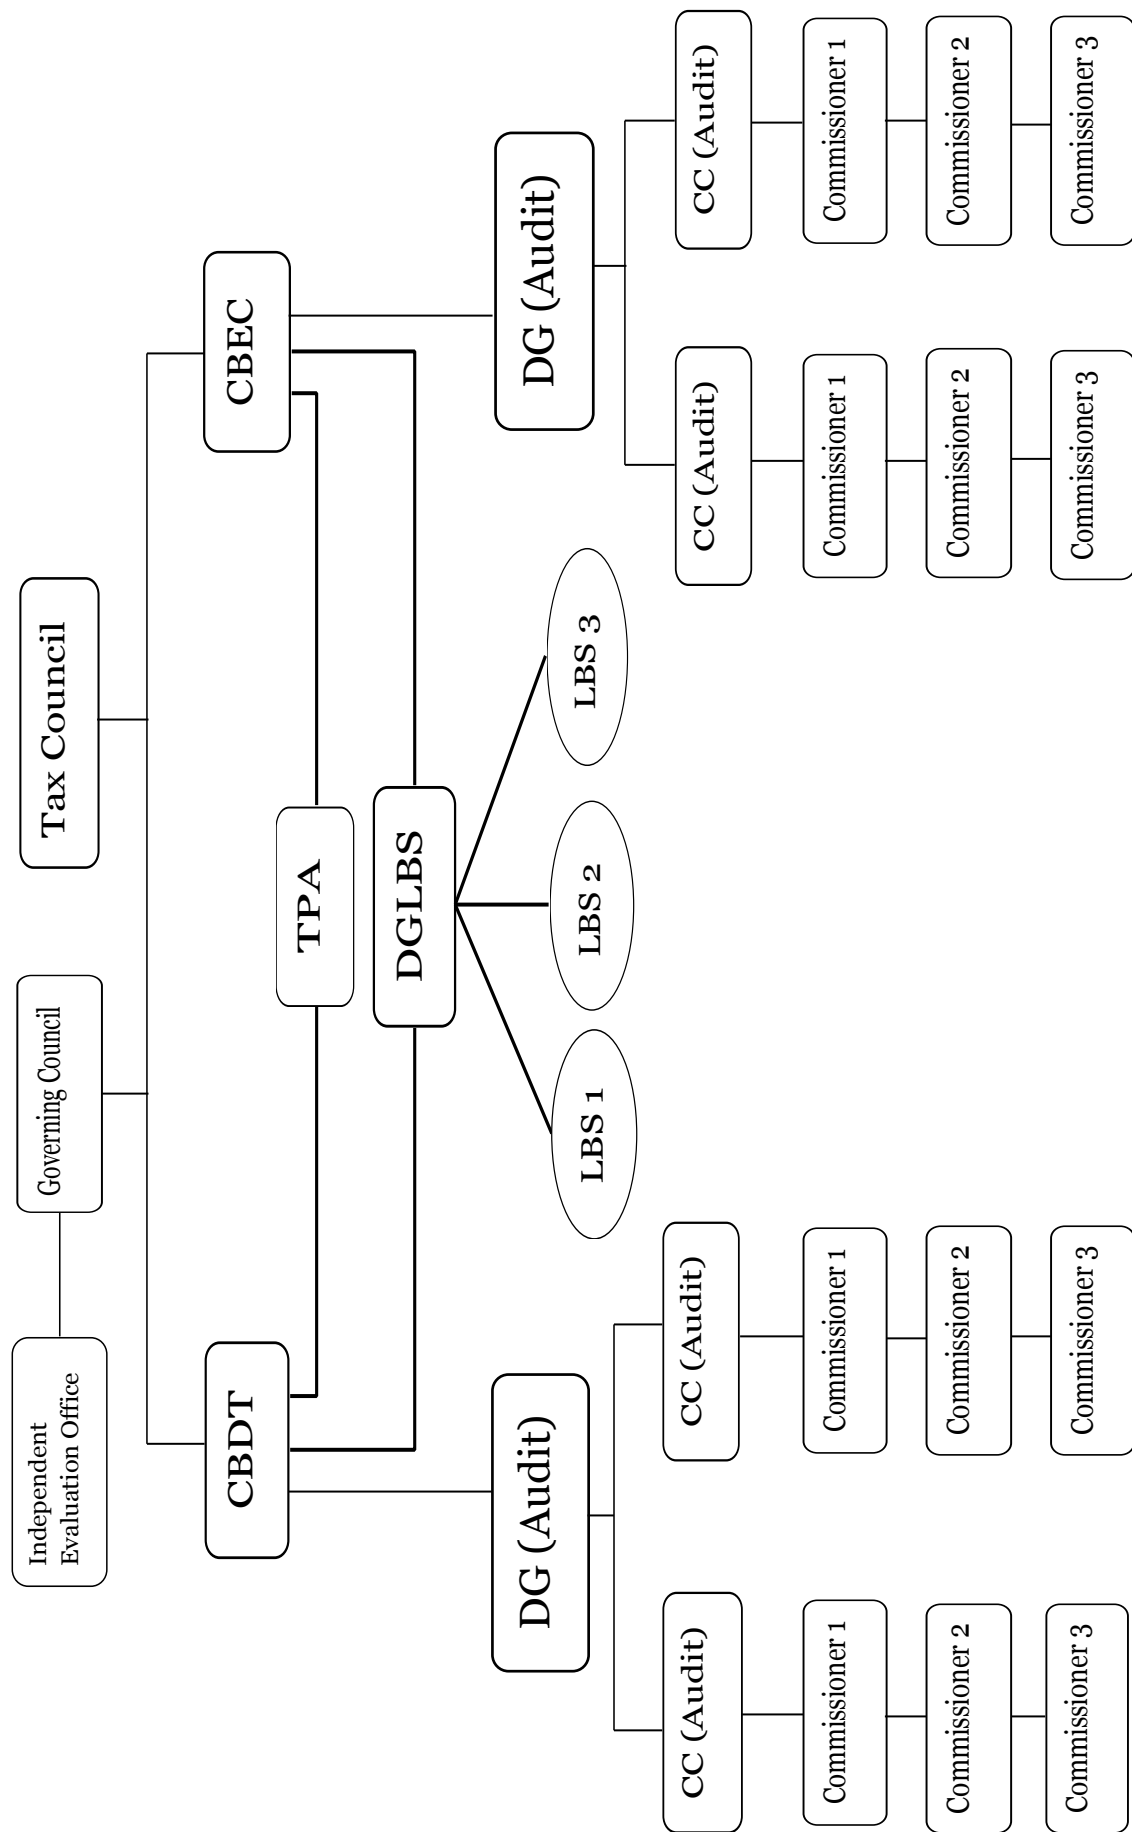 Independent
Evaluation Office
Governing Council
Tax Council
CBDT
CBEC
TPA
DGLBS
DG (Audit)
LBS 1
LBS 2
LBS 3
DG (Audit)
CC (Audit)
CC (Audit)
CC (Audit)
CC (Audit)
Commissioner 1
Commissioner 1
Commissioner 1
Commissioner 1
Commissioner 2
Commissioner 2
Commissioner 2
Commissioner 2
Commissioner 3
Commissioner 3
Commissioner 3
Commissioner 3